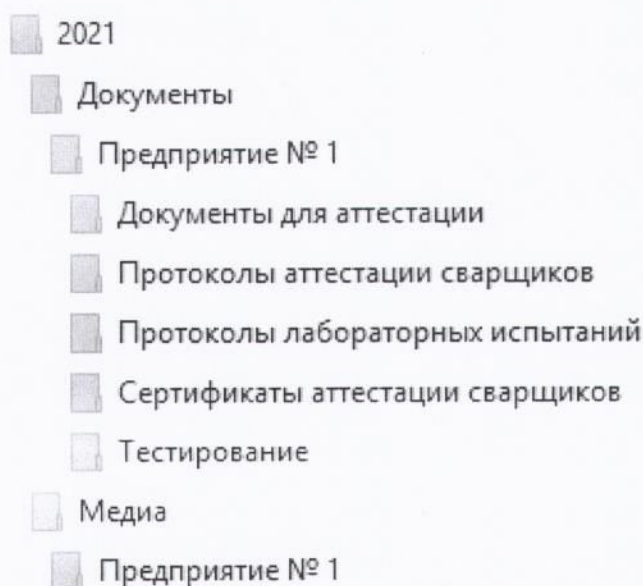 2021
Документы
Предприятие № 1
Документы для аттестации
Протоколы аттестации сварщиков
Протоколы лабораторных испытаний
Сертификаты аттестации сварщиков
Тестирование
Медиа
Предприятие № 1